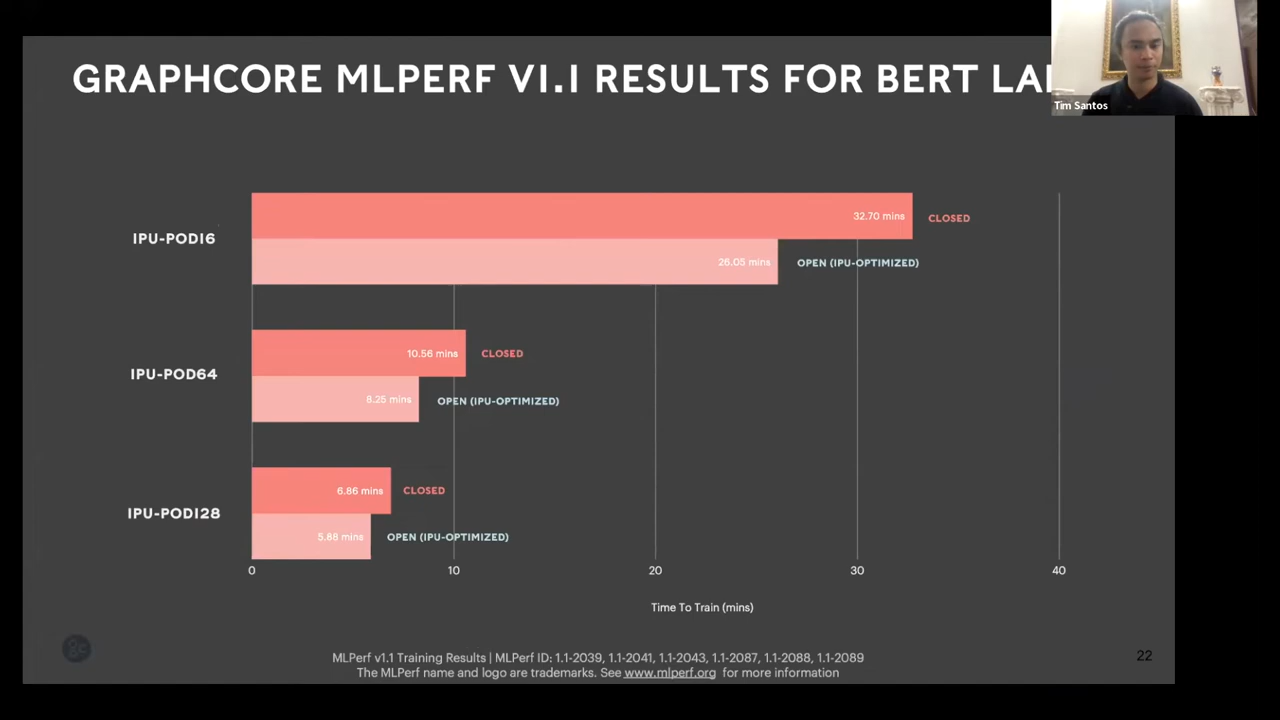 GRAPHCORE MLPERF V1.1 RESULTS FOR BERT
Tim Santos
IPU-POD16
32.70 mins
CLOSED
26.05 mins
OPEN (IPU-OPTIMIZED)
IPU-POD64
10.56 mins
CLOSED
8.25 mins
OPEN (IPU-OPTIMIZED)
IPU-POD128
6.86 mins
CLOSED
5.88 mins
OPEN (IPU-OPTIMIZED)
0 10 20 30 40
Time To Train (mins)
MLPerf v1.1 Training Results | MLPerf ID: 1.1-2039, 1.1-2041, 1.1-2043, 1.1-2087, 1.1-2088, 1.1-2089
The MLPerf name and logo are trademarks. See www.mlperf.org for more information
22